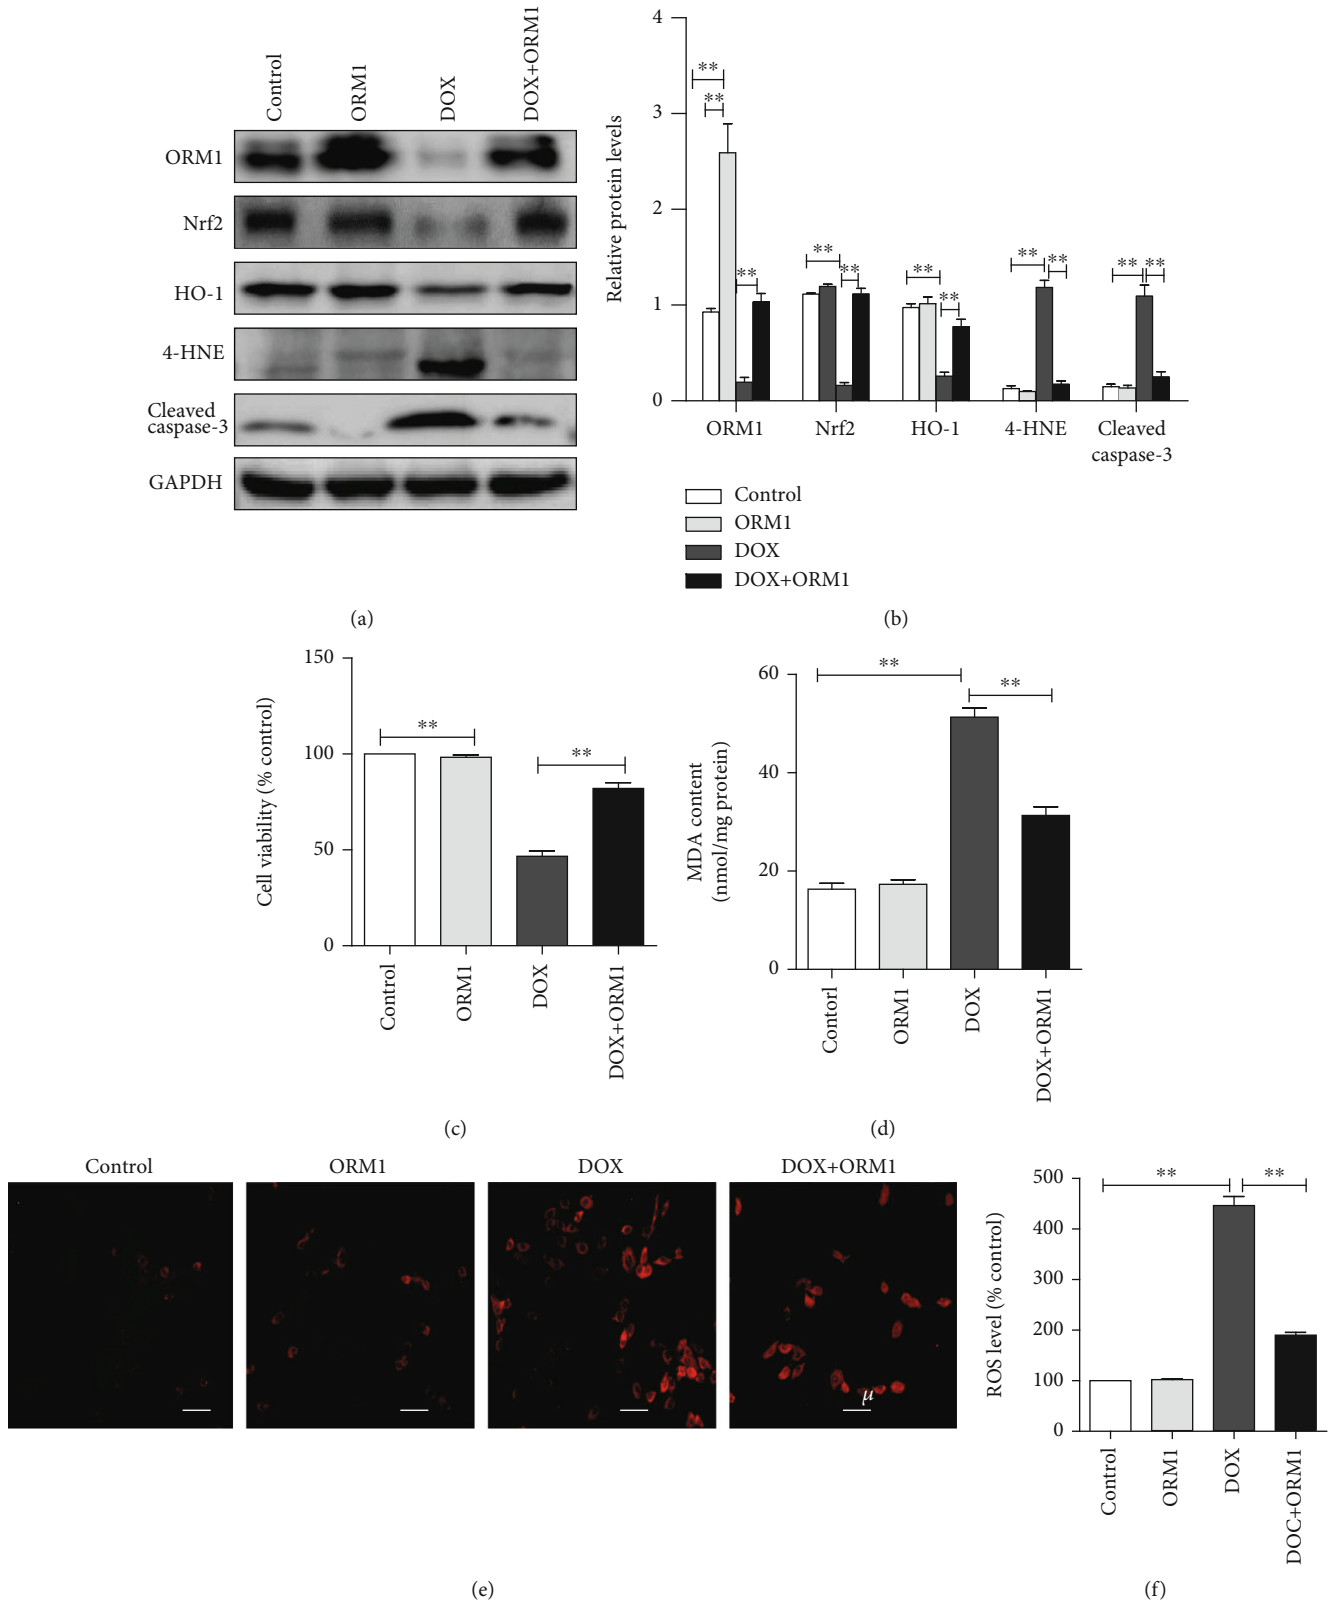 Control
ORM1
DOX
DOX+ORM1
ORM1
Nrf2
HO-1
4-HNE
Cleaved
caspase-3
GAPDH
(a)
Relative protein levels
4
3
2
1
0
**
**
**
**
**
**
**
**
**
**
**
ORM1
Nrf2
HO-1
4-HNE
Cleaved
caspase-3
Control
ORM1
DOX
DOX+ORM1
(b)
Cell viability (% control)
150
100
50
0
**
**
Control
ORM1
DOX
DOX+ORM1
(c)
MDA content
(nmol/mg protein)
60
40
20
0
**
**
Contorl
ORM1
DOX
DOX+ORM1
(d)
Control
ORM1
DOX
DOX+ORM1
μ
(e)
ROS level (% control)
500
400
300
200
100
0
**
**
Control
ORM1
DOX
DOC+ORM1
(f)